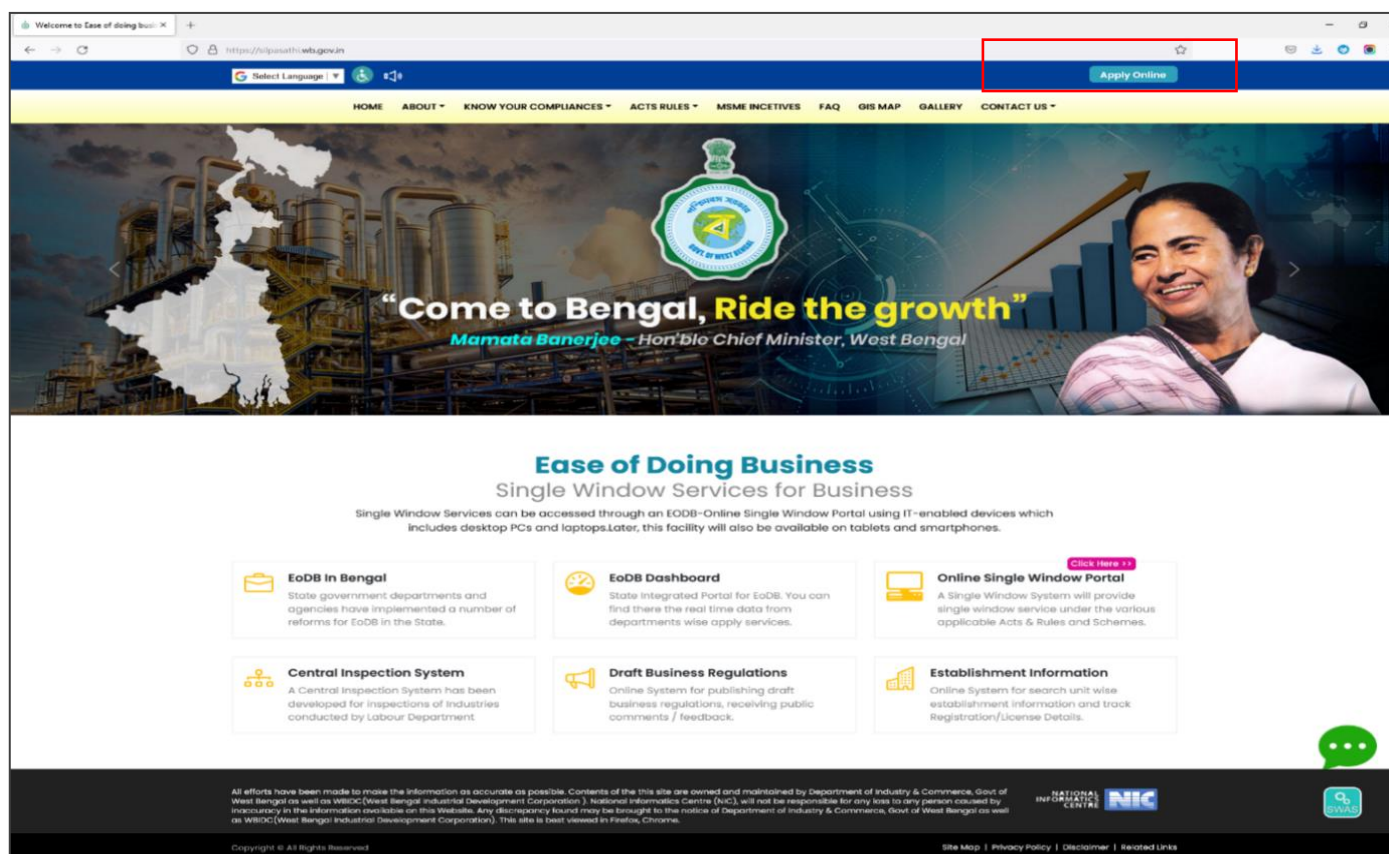 Welcome to Ease of doing busin
https://silpasathi.wb.gov.in
Select Language
Apply Online
HOME ABOUT KNOW YOUR COMPLIANCES ACTS RULES MSME INCETIVES FAQ GIS MAP GALLERY CONTACT US
GOVT. OF WEST BENGAL
“Come to Bengal, Ride the growth”
Mamata Banerjee - Hon'ble Chief Minister, West Bengal
Ease of Doing Business
Single Window Services for Business
Single Window Services can be accessed through an EODB-Online Single Window Portal using IT-enabled devices which
includes desktop PCs and laptops.Later, this facility will also be available on tablets and smartphones.
EoDB In Bengal
State government departments and
agencies have implemented a number of
reforms for EoDB in the State.
EoDB Dashboard
State Integrated Portal for EoDB. You can
find there the real time data from
departments wise apply services.
Click Here >>
Online Single Window Portal
A Single Window System will provide
single window service under the various
applicable Acts & Rules and Schemes.
Central Inspection System
A Central Inspection System has been
developed for Inspections of Industries
conducted by Labour Department
Draft Business Regulations
Online System for publishing draft
business regulations, receiving public
comments / feedback.
Establishment Information
Online System for search unit wise
establishment information and track
Registration/License Details.
All efforts have been made to make the information as accurate as possible. Contents of the this site are owned and maintained by Department of Industry & Commerce, Govt of
West Bengal as well as WBIDC(West Bengal Industrial Development Corporation ). National Informatics Centre (NIC), will not be responsible for any loss to any person caused by
inaccuracy in the information available on this Website. Any discrepancy found may be brought to the notice of Department of Industry & Commerce, Govt of West Bengal as well
as WBIDC(West Bengal Industrial Development Corporation). This site is best viewed in Firefox, Chrome.
NATIONAL
INFORMATICS
CENTRE
NIC
SWAS
Copyright © All Rights Reserved
Site Map | Privacy Policy | Disclaimer | Related Links